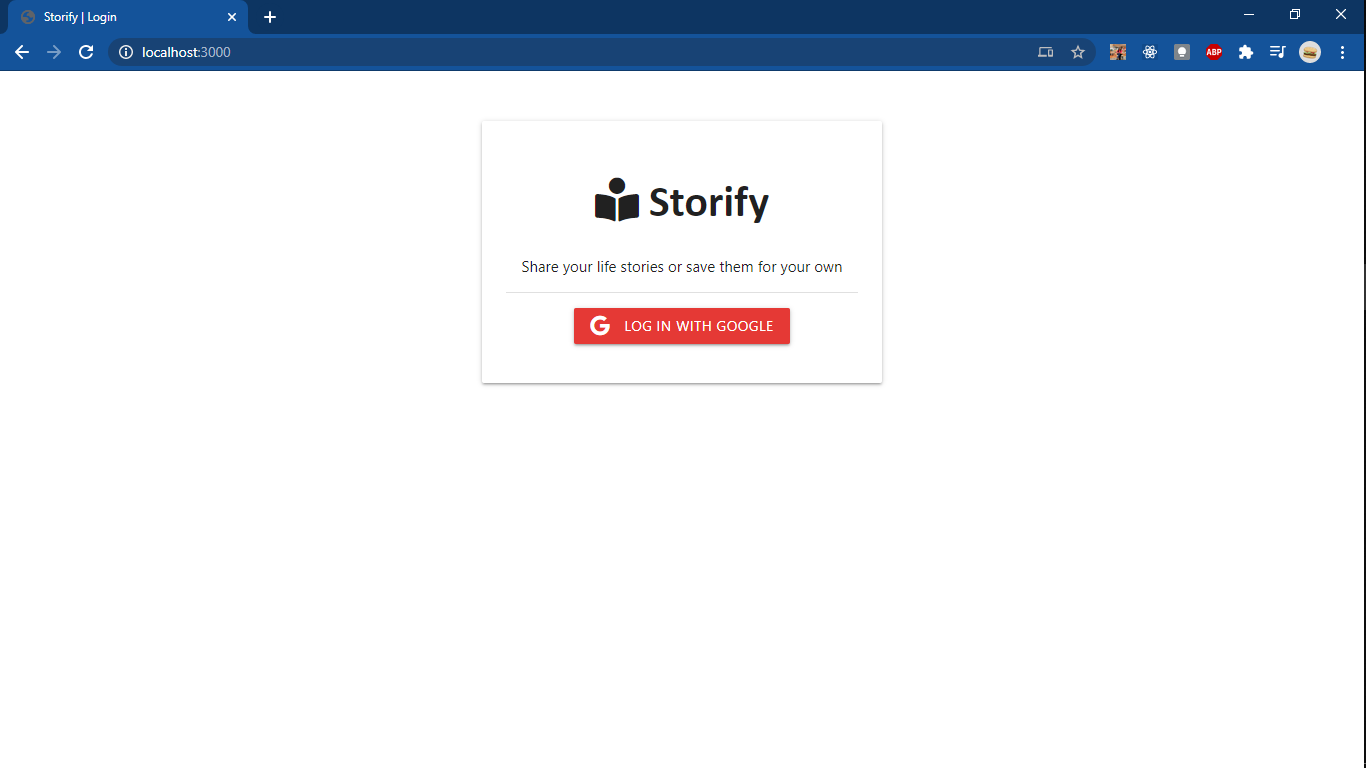 Storify | Login
localhost:3000
ABP
Storify
Share your life stories or save them for your own
LOG IN WITH GOOGLE